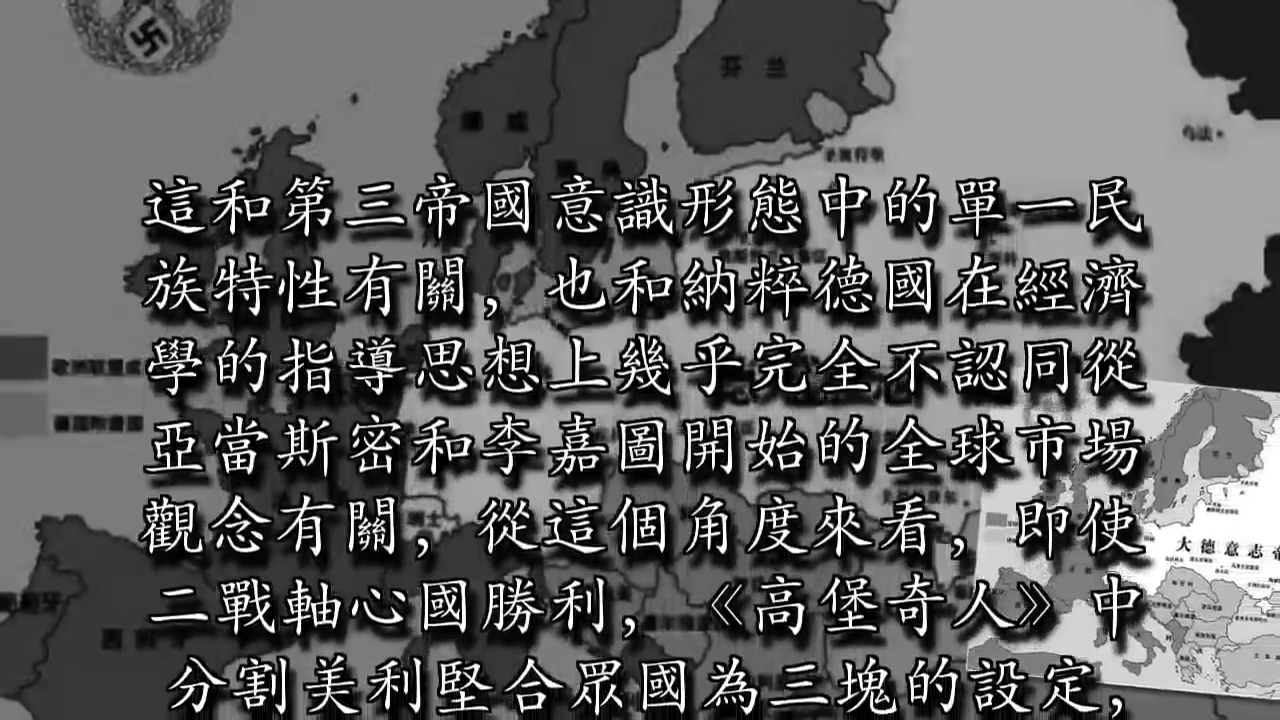 芬兰
挪威
這和第三帝國意識形態中的單一民
族特性有關，也和納粹德國在經濟
學的指導思想上幾乎完全不認同從
亞當斯密和李嘉圖開始的全球市場
觀念有關，從這個角度來看，即使
二戰軸心國勝利，《高堡奇人》中
分割美利堅合眾國為三塊的設定，
瑞士
大德意志帝